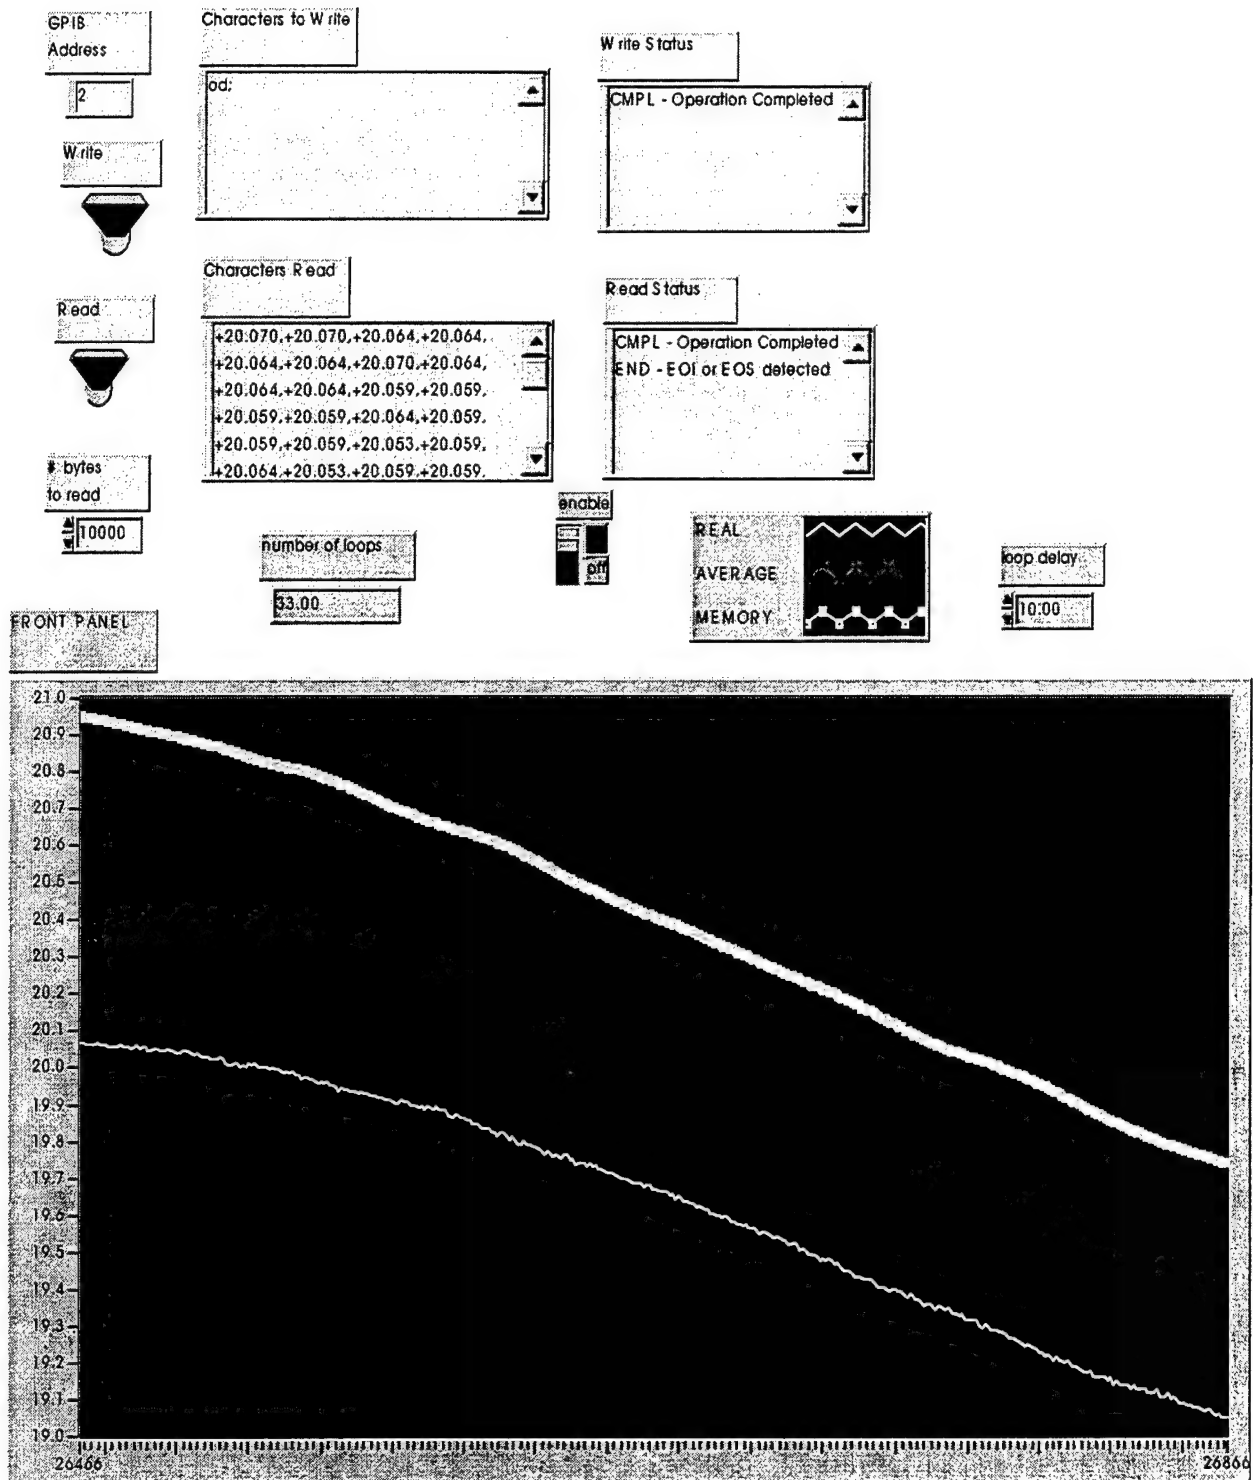 GPIB
Address
2
Characters to Write
od;
Write Status
CMPL - Operation Completed
Write
Characters Read
+20.070,+20.070,+20.064,+20.064,
+20.064,+20.064,+20.070,+20.064,
+20.064,+20.064,+20.059,+20.059,
+20.059,+20.059,+20.064,+20.059,
+20.059,+20.059,+20.053,+20.059,
+20.064,+20.053,+20.059,+20.059,
Read Status
CMPL - Operation Completed
END - EOI or EOS detected
Read
# bytes
to read
10000
number of loops
33.00
enable
off
REAL
AVERAGE
MEMORY
loop delay
10.00
FRONT PANEL
21.0
20.9
20.8
20.7
20.6
20.5
20.4
20.3
20.2
20.1
20.0
19.9
19.8
19.7
19.6
19.5
19.4
19.3
19.2
19.1
19.0
26466
26866